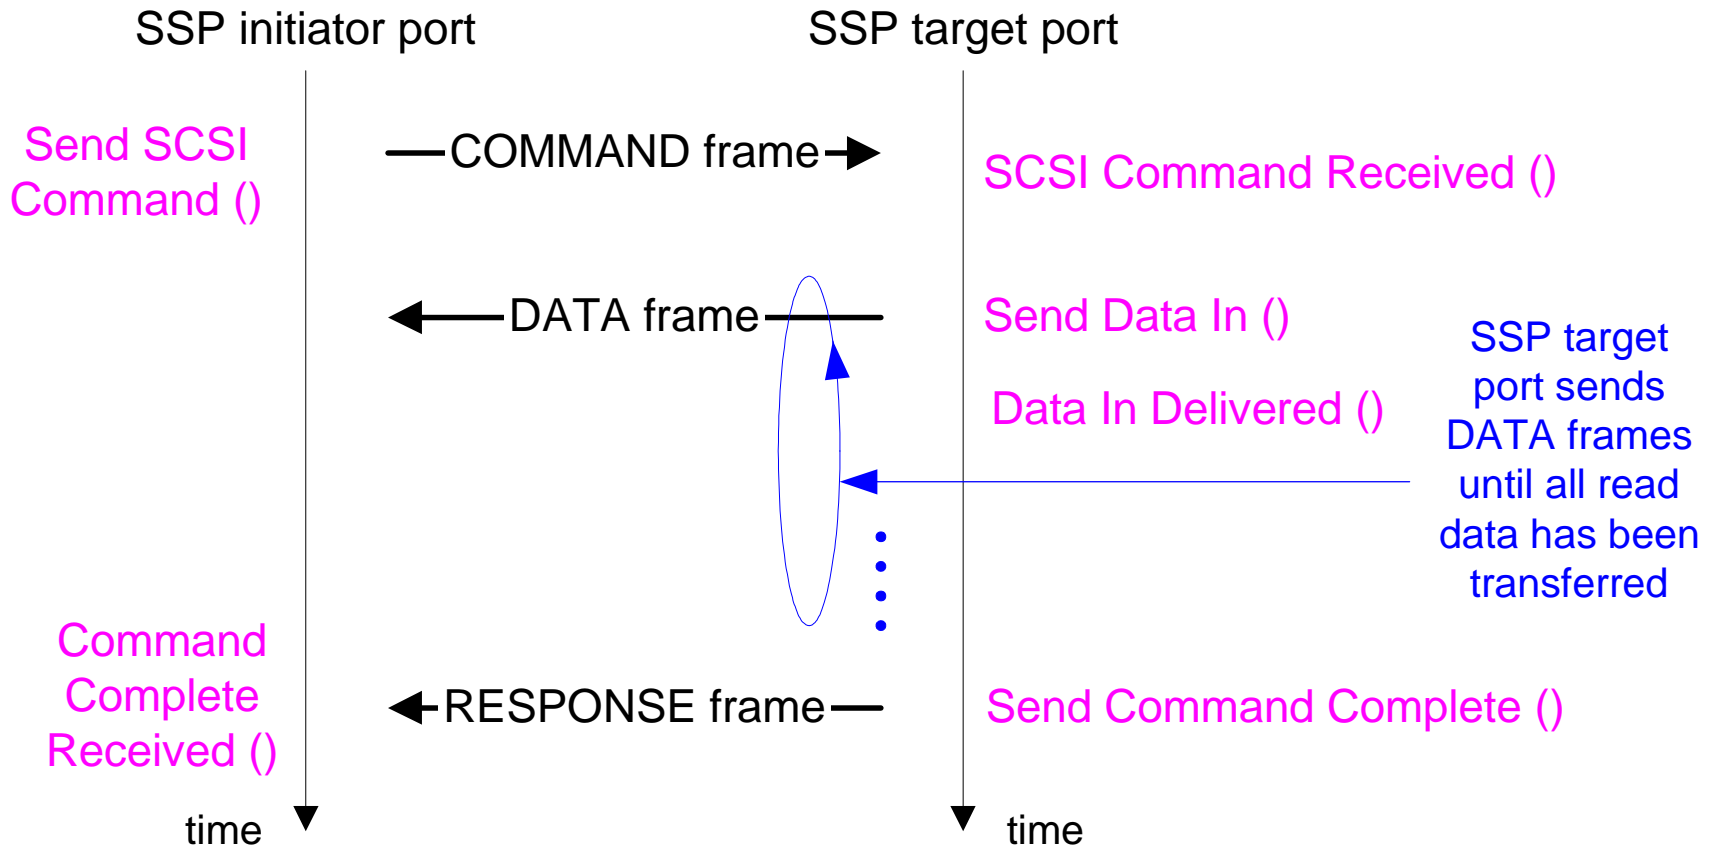 SSP initiator port
SSP target port
Send SCSI
Command ()
COMMAND frame
SCSI Command Received ()
DATA frame
Send Data In ()
Data In Delivered ()
SSP target
port sends
DATA frames
until all read
data has been
transferred
Command
Complete
Received ()
RESPONSE frame
Send Command Complete ()
time
time